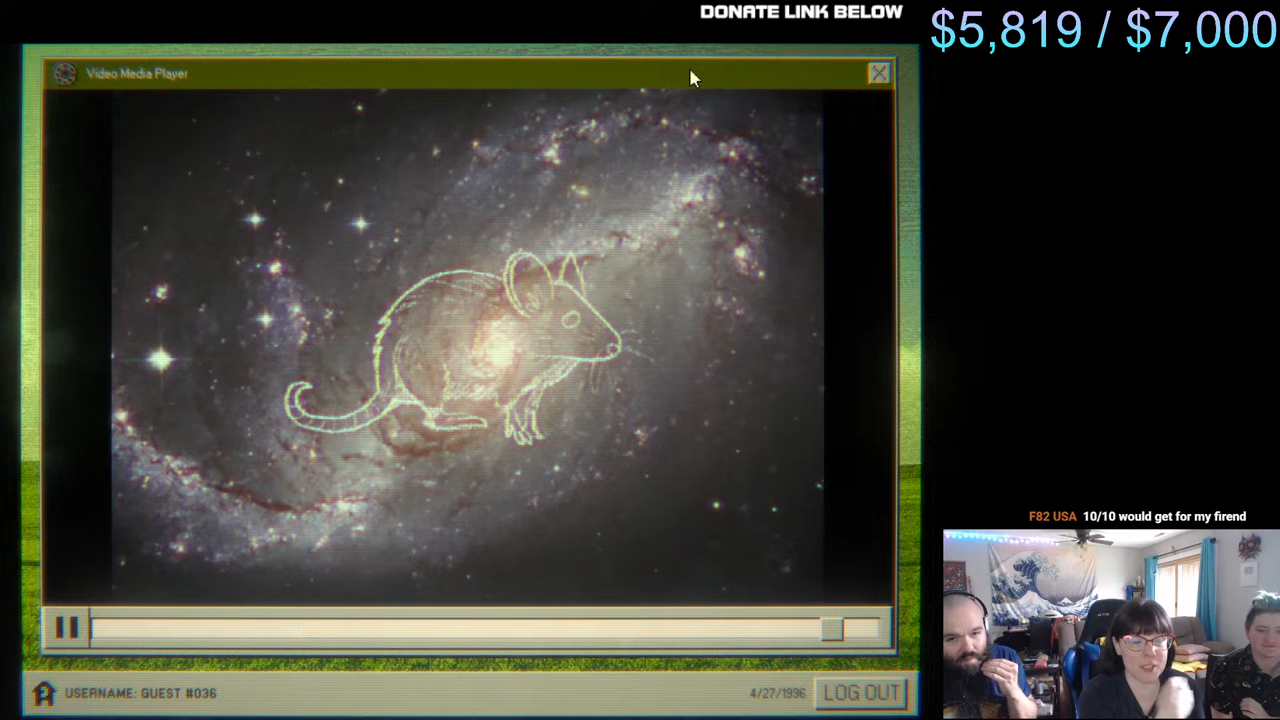 DONATE LINK BELOW
$5,819 / $7,000
Video Media Player
F82 USA 10/10 would get for my firend
USERNAME: GUEST #036
4/27/1996
LOG OUT